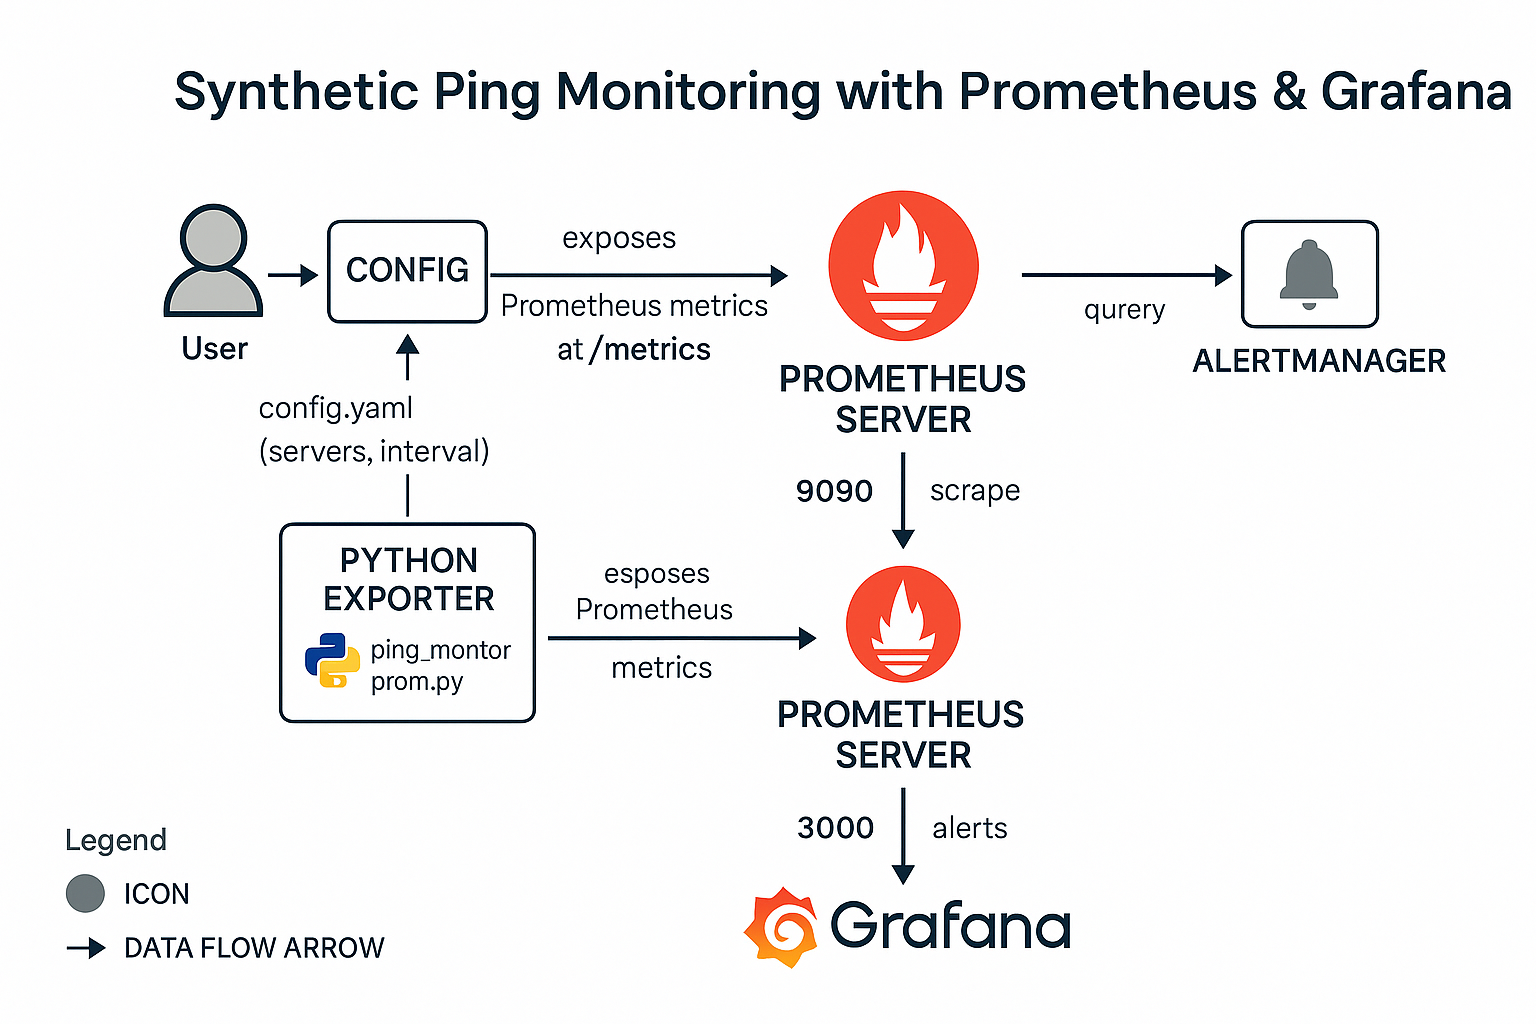 Synthetic Ping Monitoring with Prometheus & Grafana
User
CONFIG
exposes
Prometheus metrics
at /metrics
PROMETHEUS
SERVER
qurery
ALERTMANAGER
config.yaml
(servers, interval)
9090
scrape
PYTHON
EXPORTER
ping_montor
prom.py
esposes
Prometheus
metrics
PROMETHEUS
SERVER
3000
alerts
Grafana
Legend
ICON
DATA FLOW ARROW